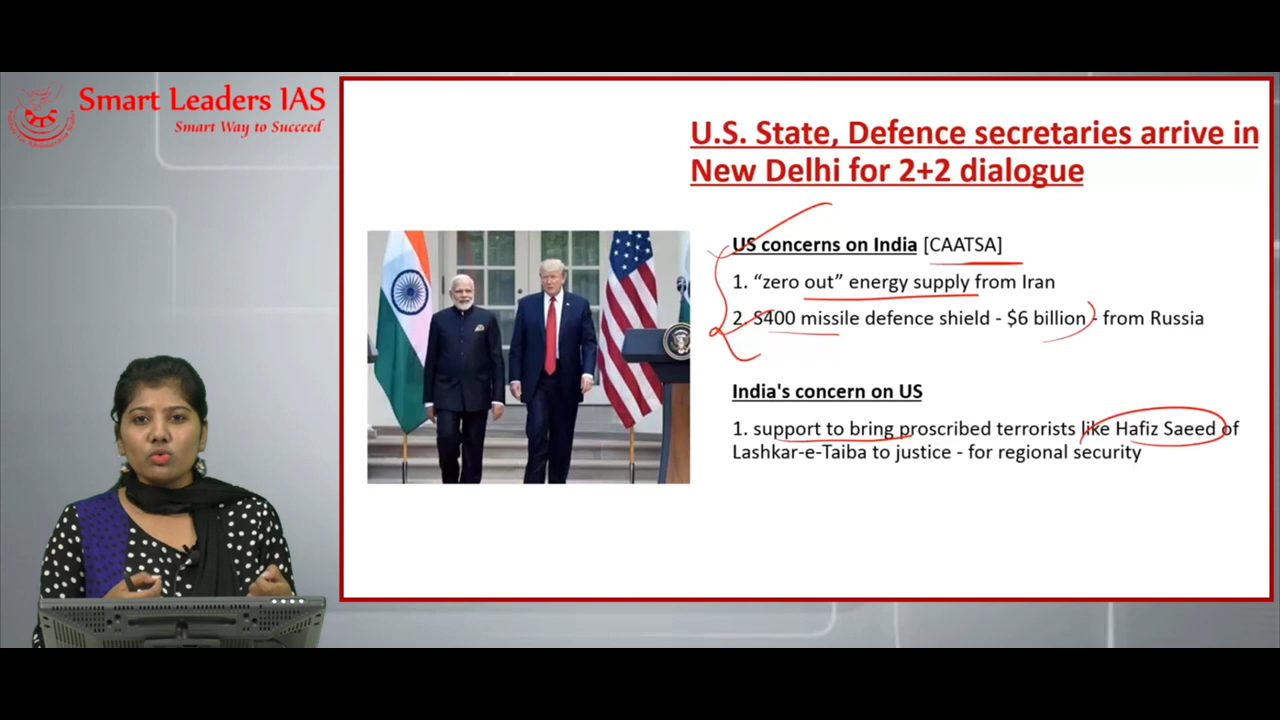 Smart Leaders IAS
Smart Way to Succeed
U.S. State, Defence secretaries arrive in
New Delhi for 2+2 dialogue
US concerns on India [CAATSA]
1. “zero out” energy supply from Iran
2. S400 missile defence shield - $6 billion - from Russia
India's concern on US
1. support to bring proscribed terrorists like Hafiz Saeed of
Lashkar-e-Taiba to justice - for regional security